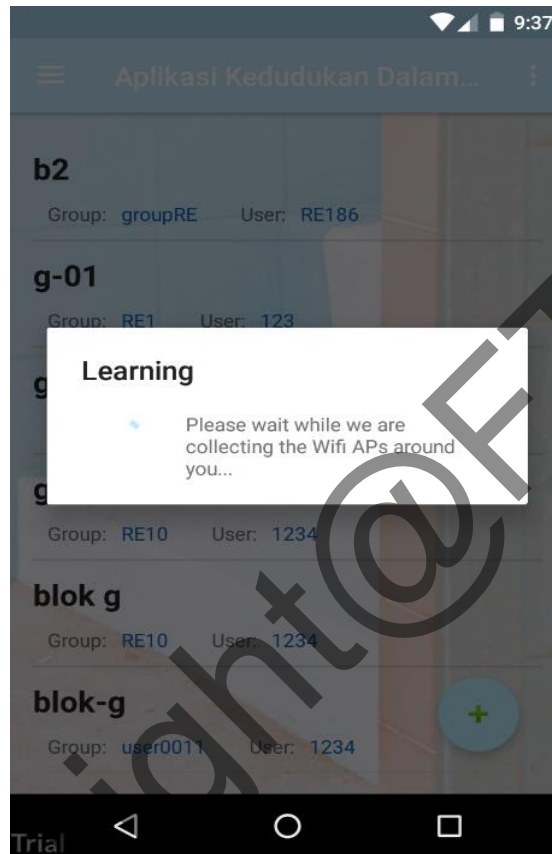 9:37
Aplikasi Kedudukan Dalam...
b2
Group: groupRE User: RE186
g-01
Group: RE1 User: 123
g
Learning
Please wait while we are
collecting the Wifi APs around
you...
g
Group: RE10 User: 1234
blok g
Group: RE10 User: 1234
blok-g
Group: user0011 User: 1234
+
Trial